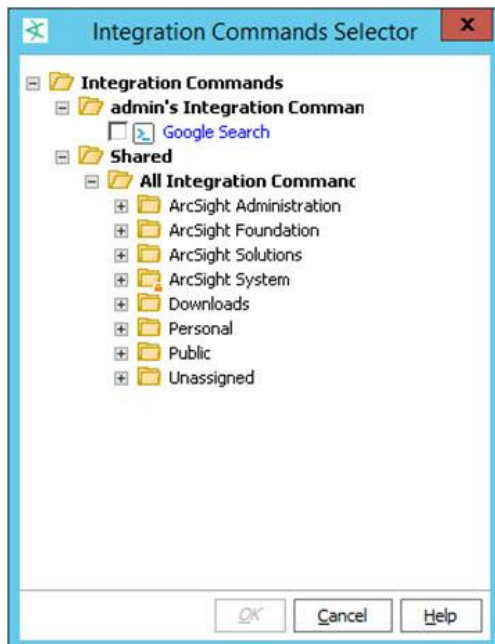 Integration Commands Selector
x
Integration Commands
admin's Integration Comman
Google Search
Shared
All Integration Commanc
ArcSight Administration
ArcSight Foundation
ArcSight Solutions
ArcSight System
Downloads
Personal
Public
Unassigned
OK Cancel Help